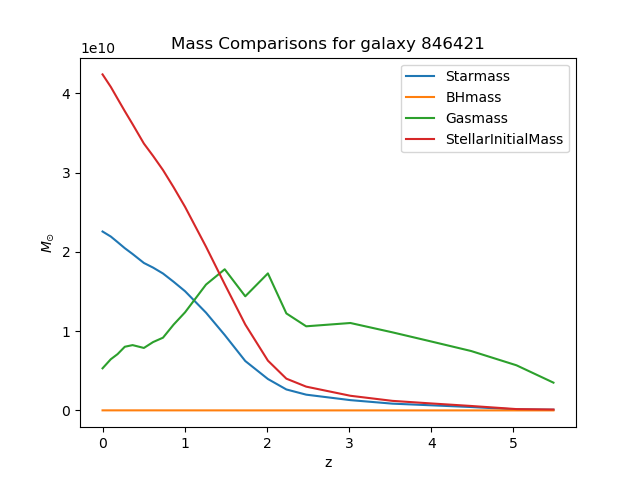 Mass Comparisons for galaxy 846421
1e10
4
3
2
1
0
M⊙
0 1 2 3 4 5
z
Starmass
BHmass
Gasmass
StellarInitialMass